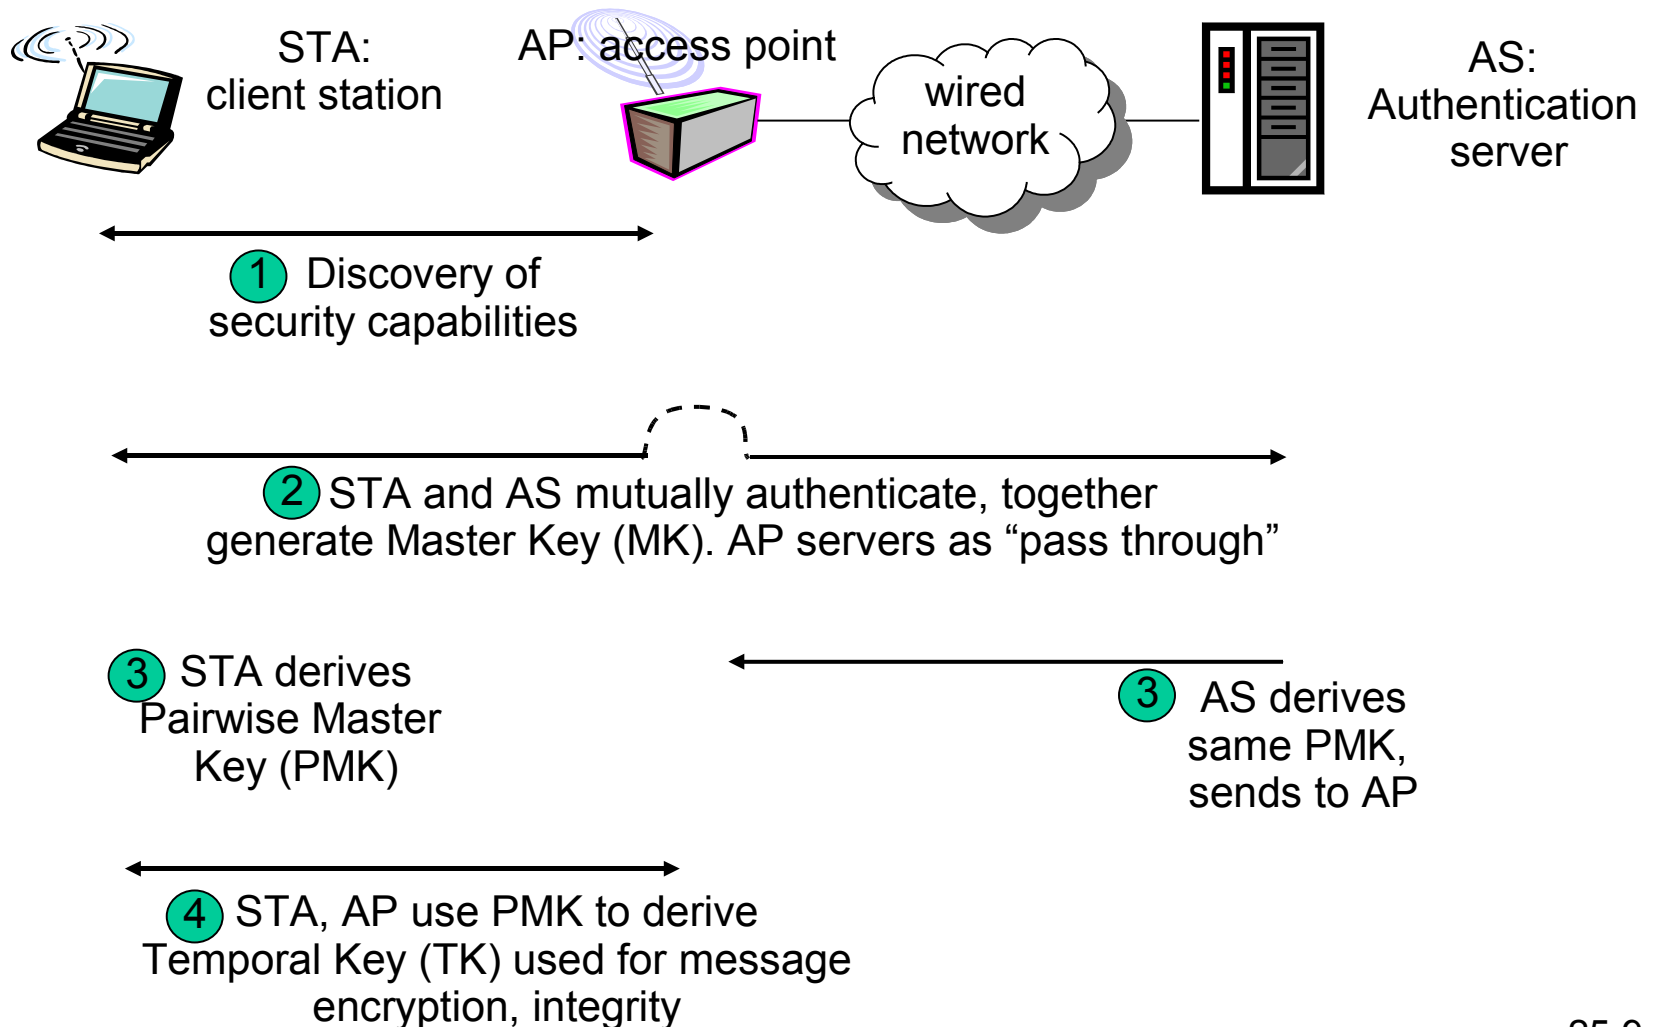 STA:
client station
AP: access point
wired
network
AS:
Authentication
server
1 Discovery of
security capabilities
2 STA and AS mutually authenticate, together
generate Master Key (MK). AP servers as “pass through”
3 STA derives
Pairwise Master
Key (PMK)
3 AS derives
same PMK,
sends to AP
4 STA, AP use PMK to derive
Temporal Key (TK) used for message
encryption, integrity